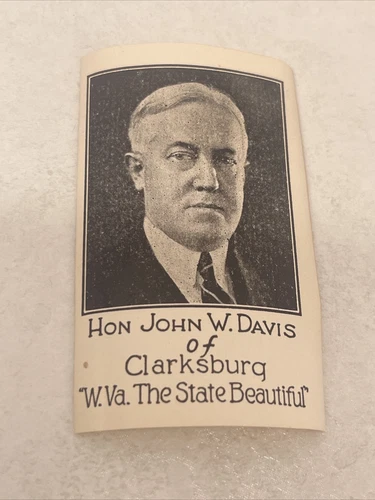 HON JOHN W. DAVIS
of
Clarksburg
"W. Va. The State Beautiful"